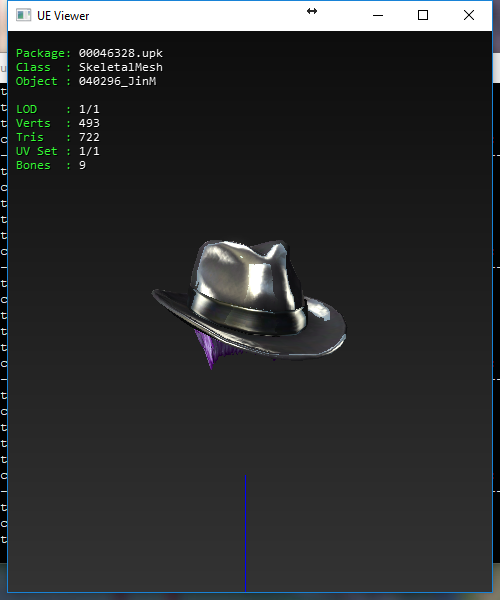 UE Viewer
Package: 00046328.upk
Class  : SkeletalMesh
Object : 040296_JinM
LOD    : 1/1
Verts  : 493
Tris   : 722
UV Set : 1/1
Bones  : 9